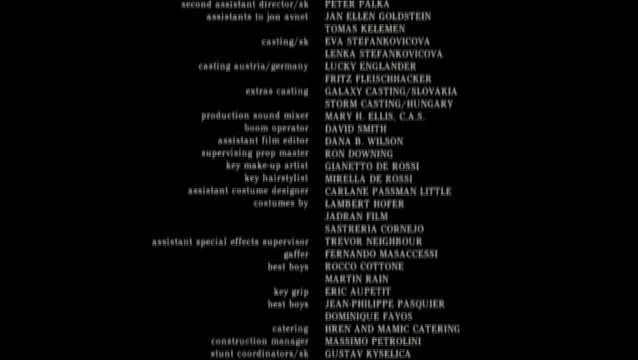 second assistant director/sk PETER PALKA
assistants to jon avnet JAN ELLEN GOLDSTEIN
TOMAS KELEMEN
casting/sk EVA STEFANKOVICOVA
LENKA STEFANKOVICOVA
casting austria/germany LUCKY ENGLANDER
FRITZ FLEISCHHACKER
extras casting GALAXY CASTING/SLOVAKIA
STORM CASTING/HUNGARY
production sound mixer MARY H. ELLIS, C.A.S.
boom operator DAVID SMITH
assistant film editor DANA B. WILSON
supervising prop master RON DOWNING
key make-up artist GIANETTO DE ROSSI
key hairstylist MIRELLA DE ROSSI
assistant costume designer CARLANE PASSMAN LITTLE
costumes by LAMBERT HOFER
JADRAN FILM
SASTRERIA CORNEJO
assistant special effects supervisor TREVOR NEIGHBOUR
gaffer FERNANDO MASACCESI
best boys ROCCO COTTONE
MARTIN RAIN
key grip ERIC AUPETIT
best boys JEAN-PHILIPPE PASQUIER
DOMINIQUE FAYOS
catering HREN AND MAMIC CATERING
construction manager MASSIMO PETROLINI
stunt coordinators/sk GUSTAV KYSELICA